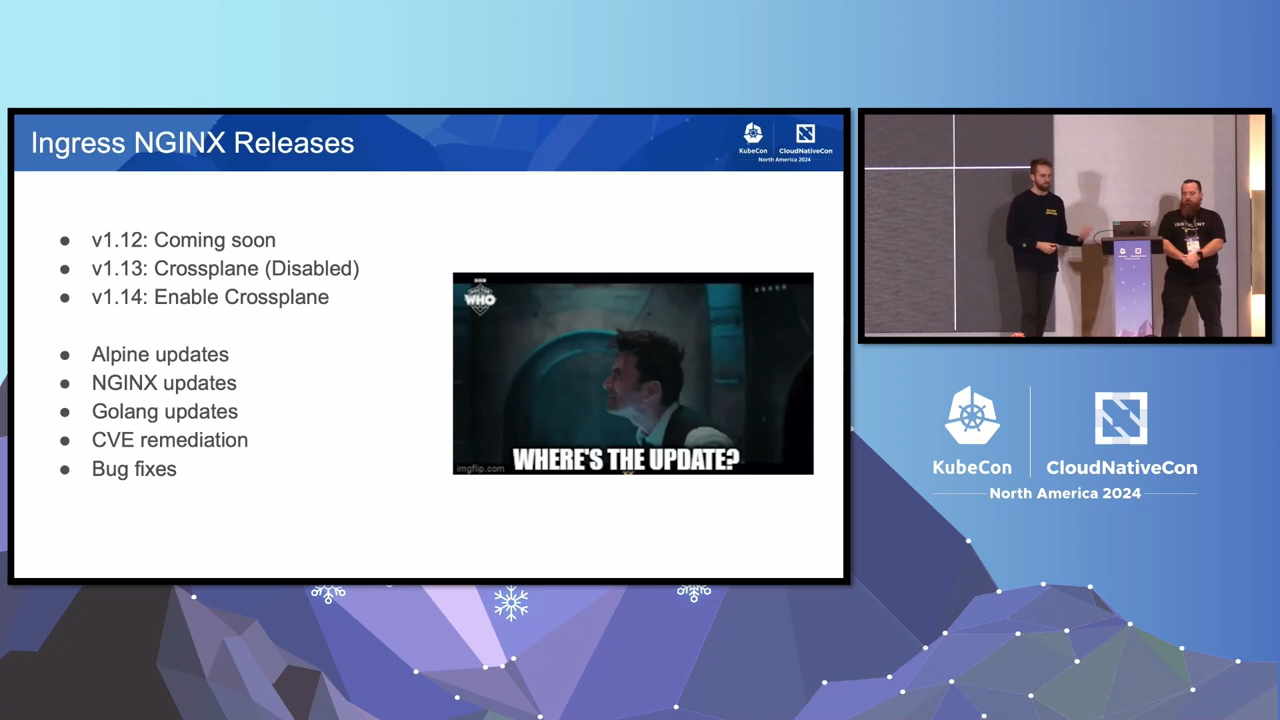 Ingress NGINX Releases
KubeCon
CloudNativeCon
North America 2024
● v1.12: Coming soon
● v1.13: Crossplane (Disabled)
● v1.14: Enable Crossplane
● Alpine updates
● NGINX updates
● Golang updates
● CVE remediation
● Bug fixes
BBC
DOCTOR
WHO
WHERE'S THE UPDATE?
imgflip.com
KubeCon
CloudNativeCon
North America 2024